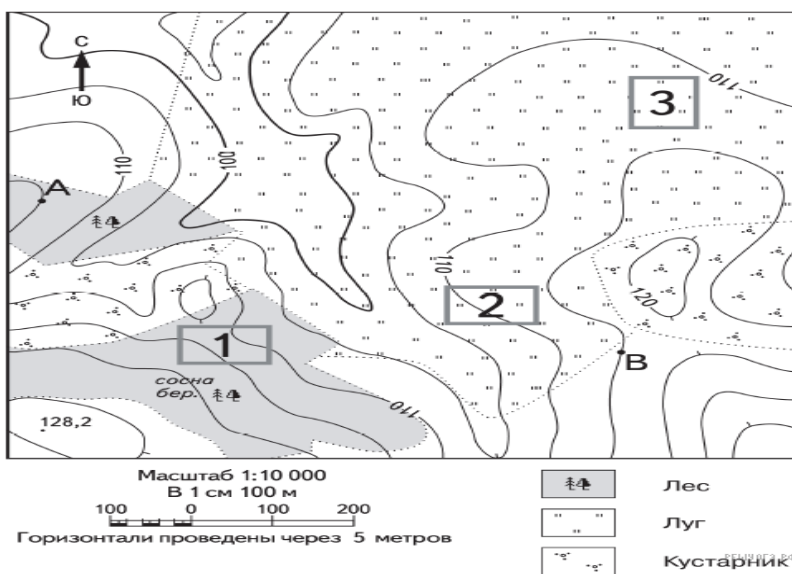 С
Ю
110
3
110
100
А
110
120
2
1
В
сосна
бер.
110
128,2
Масштаб 1:10 000
В 1 см 100 м
100 0 100 200
Горизонтали проведены через 5 метров
Лес
Луг
Кустарник